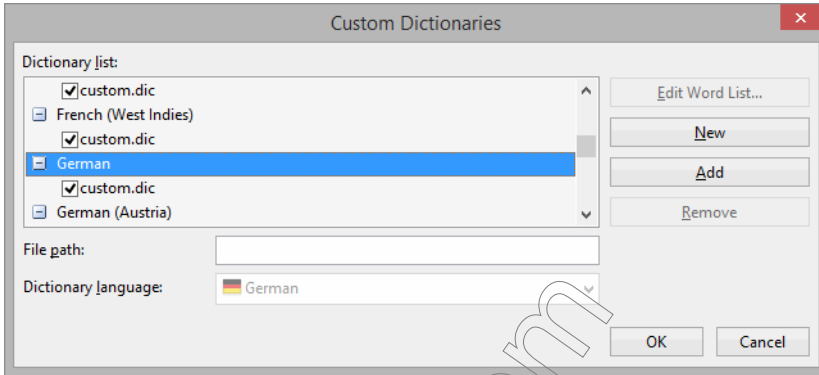 Custom Dictionaries
Dictionary list:
custom.dic
French (West Indies)
custom.dic
German
custom.dic
German (Austria)
Edit Word List...
New
Add
Remove
File path:
Dictionary language:
German
OK
Cancel